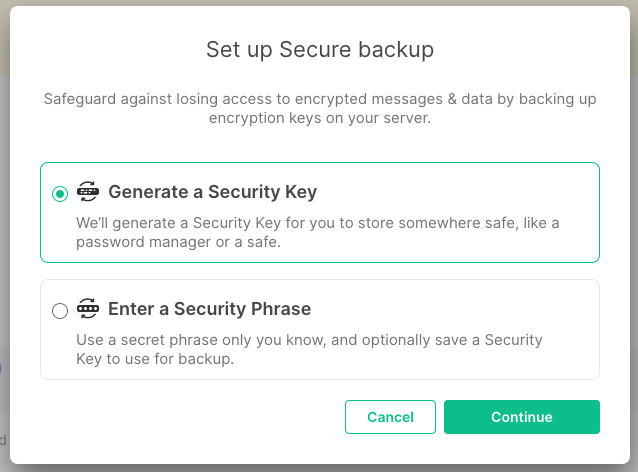 Set up Secure backup
Safeguard against losing access to encrypted messages & data by backing up
encryption keys on your server.
Generate a Security Key
We’ll generate a Security Key for you to store somewhere safe, like a
password manager or a safe.
Enter a Security Phrase
Use a secret phrase only you know, and optionally save a Security
Key to use for backup.
Cancel
Continue